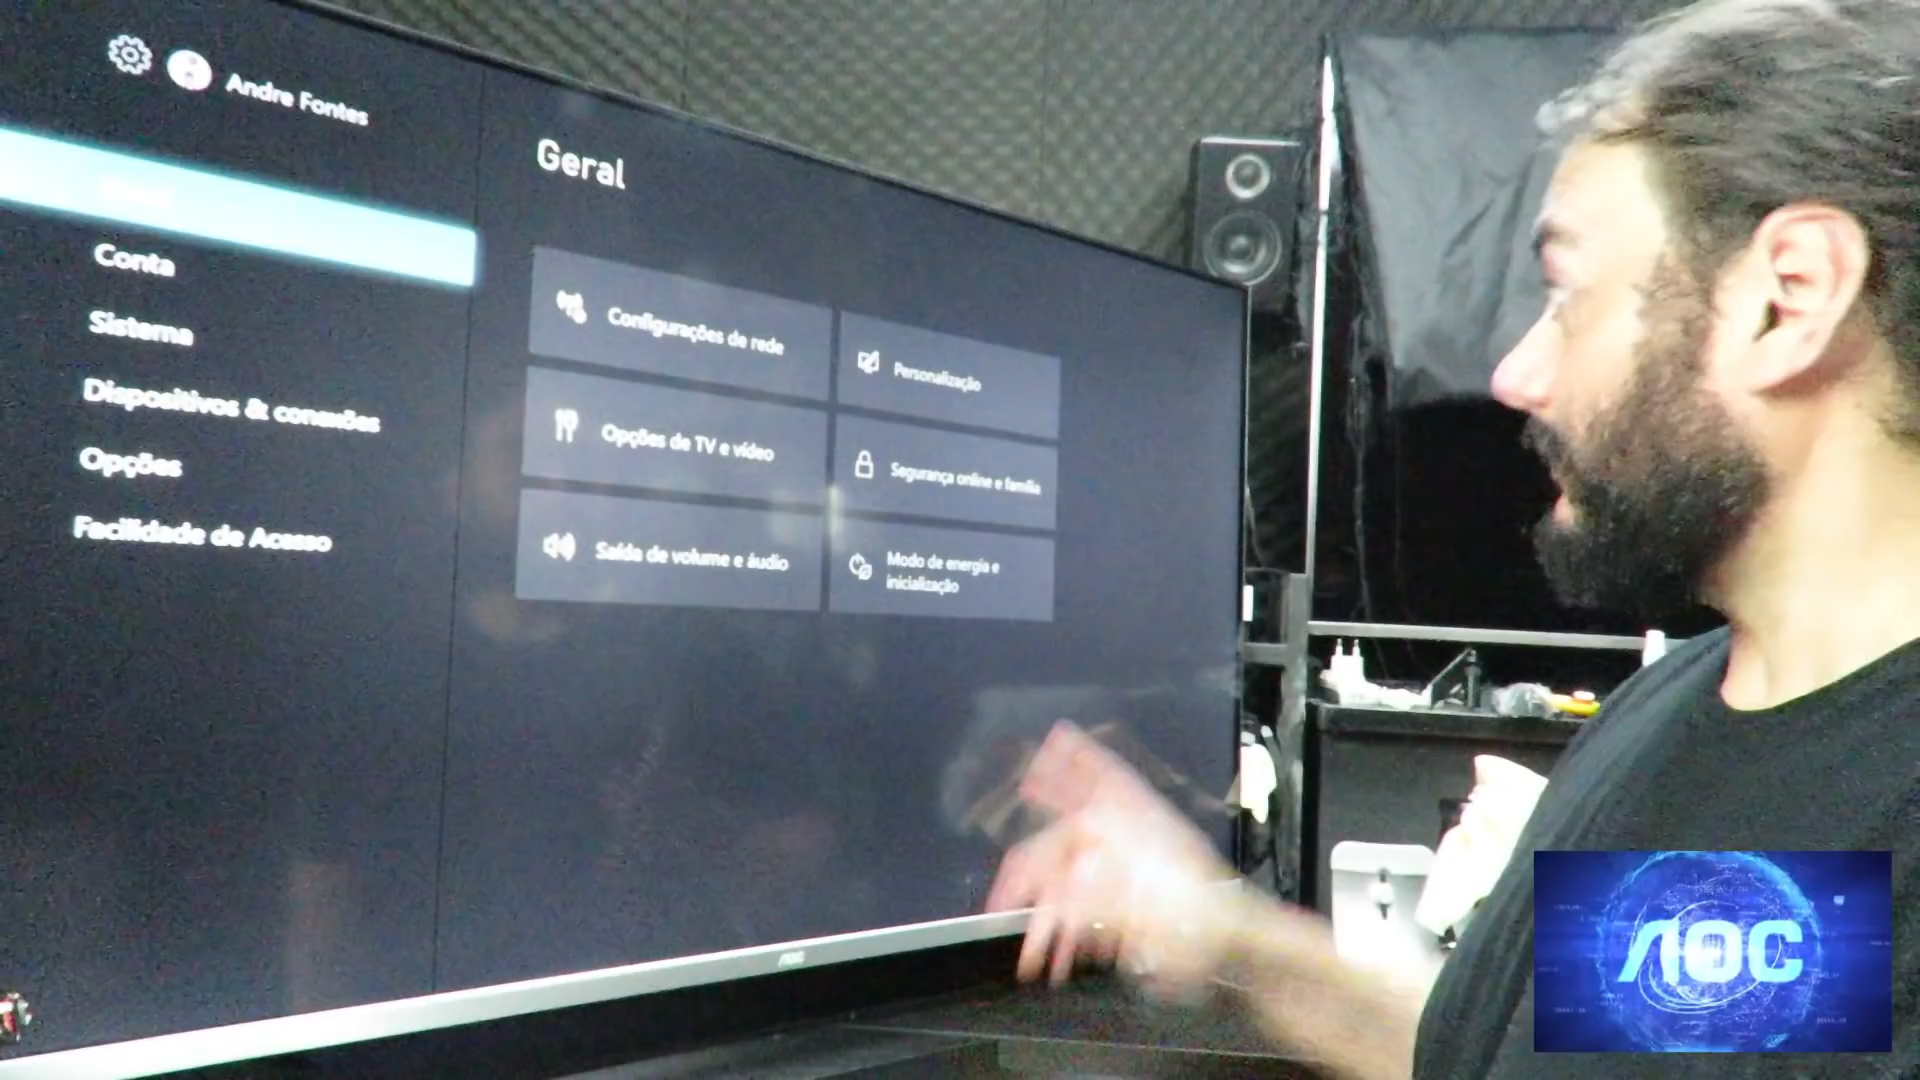 Andre Fontes
Geral
Conta
Sistema
Dispositivos & conexões
Opções
Facilidade de Acesso
Configurações de rede
Personalização
Opções de TV e vídeo
Segurança online e família
Saída de volume e áudio
Modo de energia e
inicialização
AOC
AOC